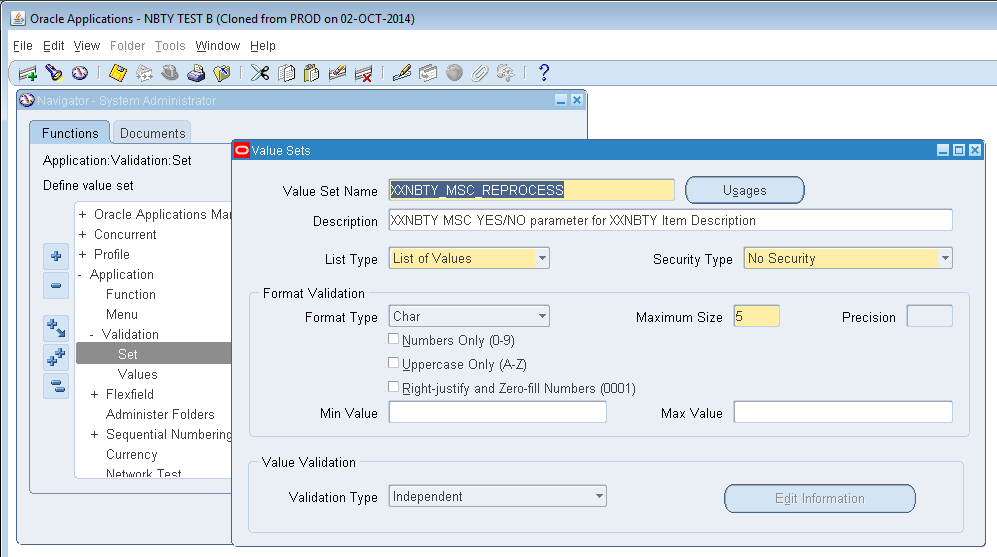 Oracle Applications - NBTY TEST B (Cloned from PROD on 02-OCT-2014)
File Edit View Folder Tools Window Help
Navigator - System Administrator
Functions Documents
Application:Validation:Set
Define value set
+ Oracle Applications Mar
+ Concurrent
+ Profile
- Application
Function
Menu
- Validation
Set
Values
+ Flexfield
Administer Folders
+ Sequential Numbering
Currency
Network Test
Value Sets
Value Set Name XXNBTY_MSC_REPROCESS Usages
Description XXNBTY MSC YES/NO parameter for XXNBTY Item Description
List Type List of Values Security Type No Security
Format Validation
Format Type Char Maximum Size 5 Precision
Numbers Only (0-9)
Uppercase Only (A-Z)
Right-justify and Zero-fill Numbers (0001)
Min Value Max Value
Value Validation
Validation Type Independent Edit Information